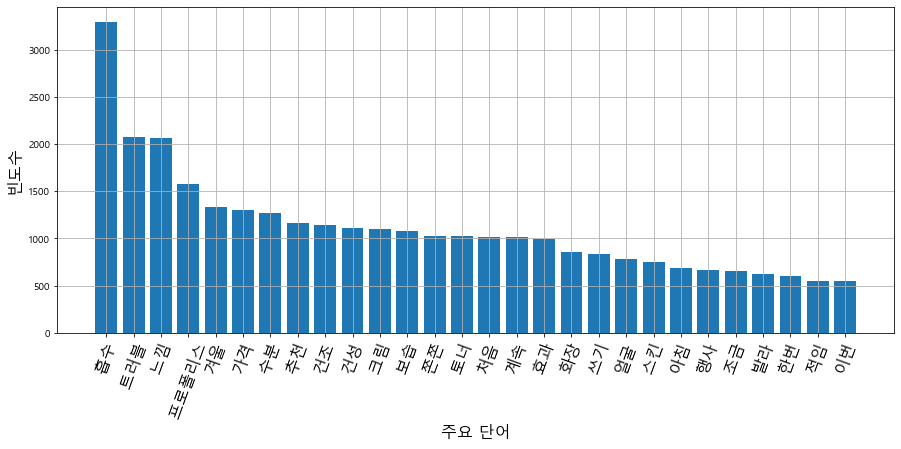 빈도수
3000
2500
2000
1500
1000
500
0
흡수
트러블
느낌
프로폴리스
겨울
가격
수분
추천
건조
건성
크림
보습
쫀쫀
토너
처음
계속
효과
화장
쓰기
얼굴
스킨
아침
행사
조금
발라
한번
적임
이번
주요 단어